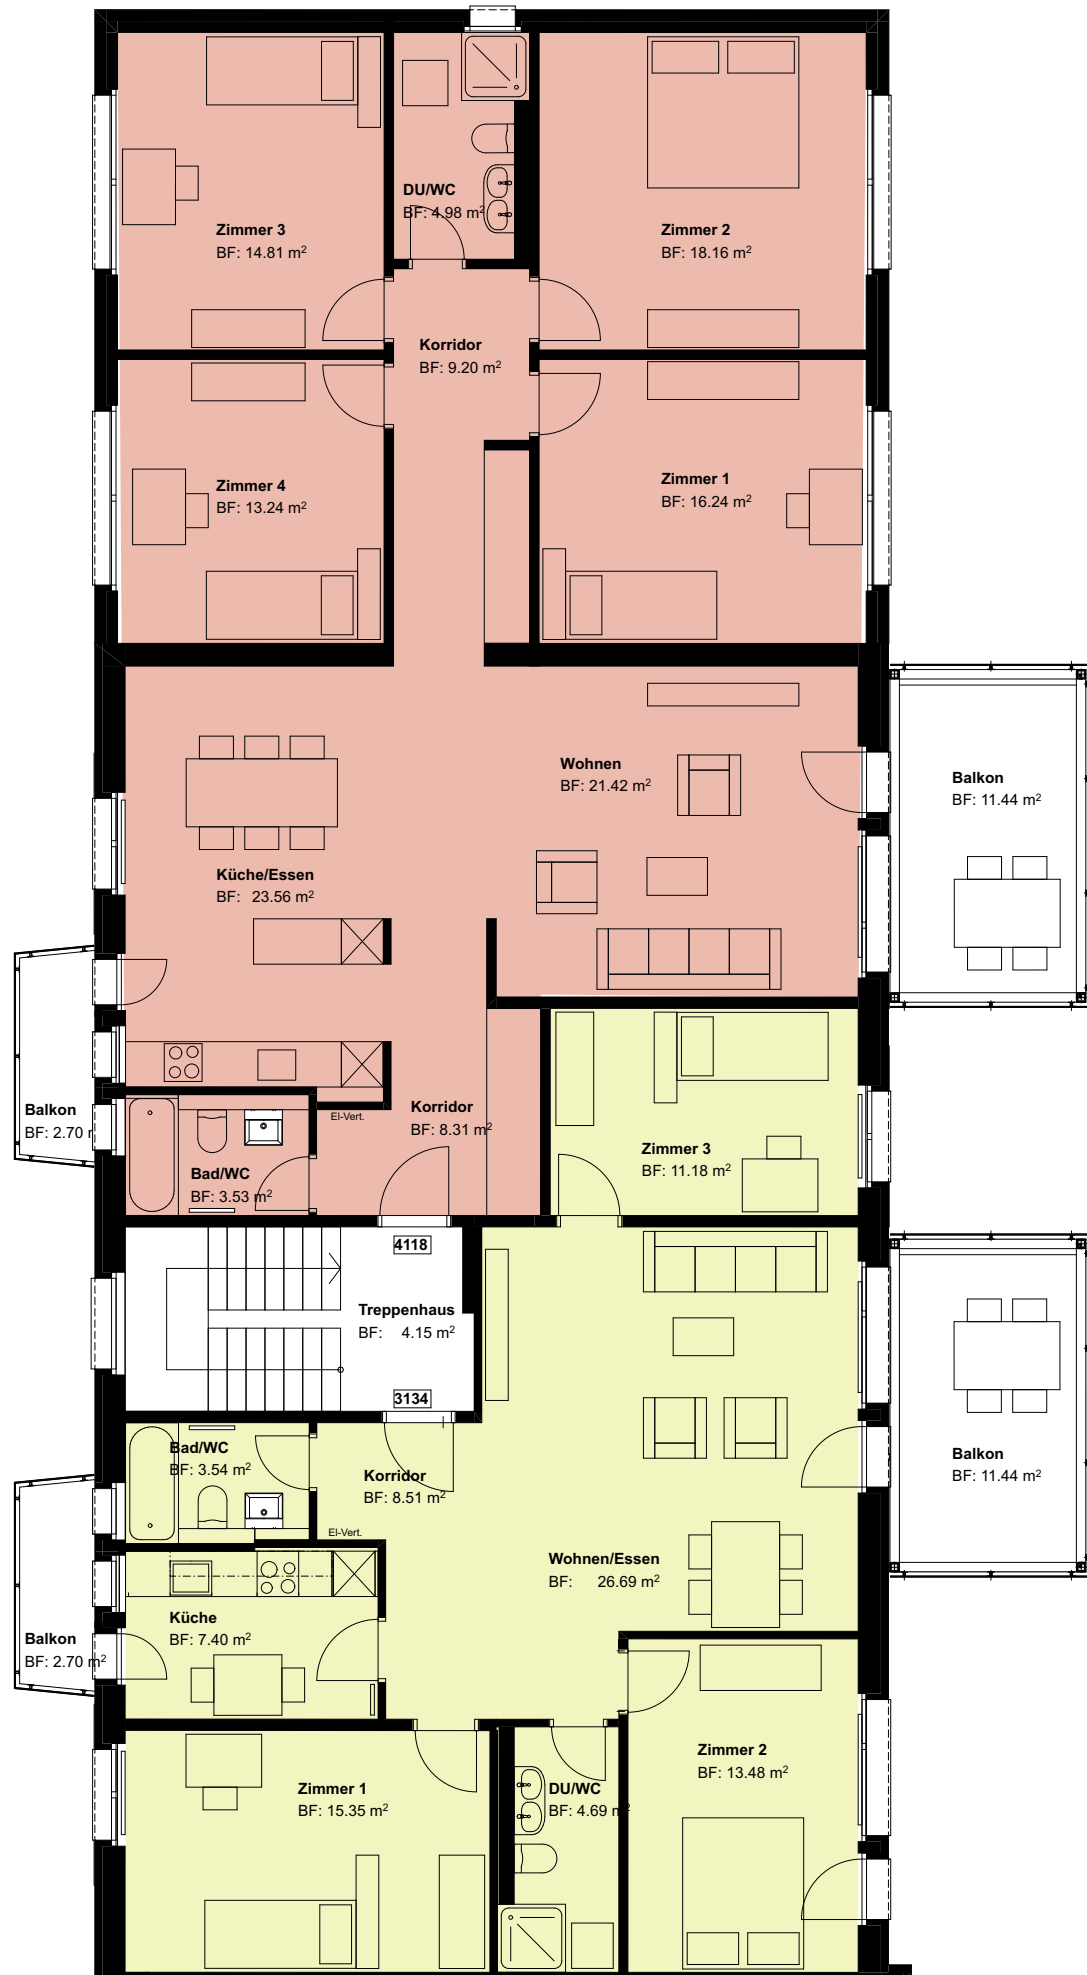 DU/WC
BF: 4.98 m²
Zimmer 3
BF: 14.81 m²
Zimmer 2
BF: 18.16 m²
Korridor
BF: 9.20 m²
Zimmer 4
BF: 13.24 m²
Zimmer 1
BF: 16.24 m²
Wohnen
BF: 21.42 m²
Balkon
BF: 11.44 m²
Küche/Essen
BF: 23.56 m²
Balkon
BF: 2.70 m
El-Vert.
Korridor
BF: 8.31 m²
Zimmer 3
BF: 11.18 m²
Bad/WC
BF: 3.53 m²
4118
Treppenhaus
BF: 4.15 m²
3134
Bad/WC
BF: 3.54 m²
Korridor
BF: 8.51 m²
El-Vert.
Balkon
BF: 11.44 m²
Wohnen/Essen
BF: 26.69 m²
Küche
BF: 7.40 m²
Balkon
BF: 2.70 m²
Zimmer 1
BF: 15.35 m²
DU/WC
BF: 4.69 m²
Zimmer 2
BF: 13.48 m²